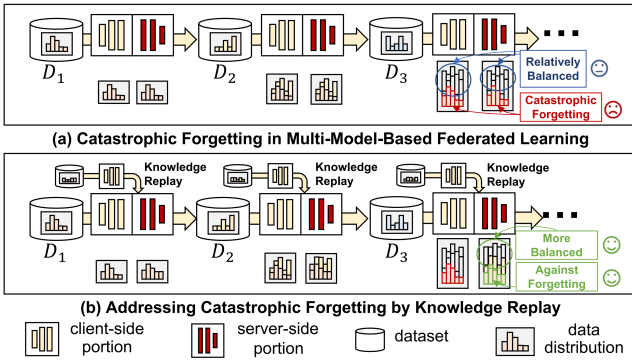 D1
D2
D3
Relatively
Balanced
Catastrophic
Forgetting
(a) Catastrophic Forgetting in Multi-Model-Based Federated Learning
Knowledge
Replay
Knowledge
Replay
Knowledge
Replay
D1
D2
D3
More
Balanced
Against
Forgetting
(b) Addressing Catastrophic Forgetting by Knowledge Replay
client-side
portion
server-side
portion
dataset
data
distribution